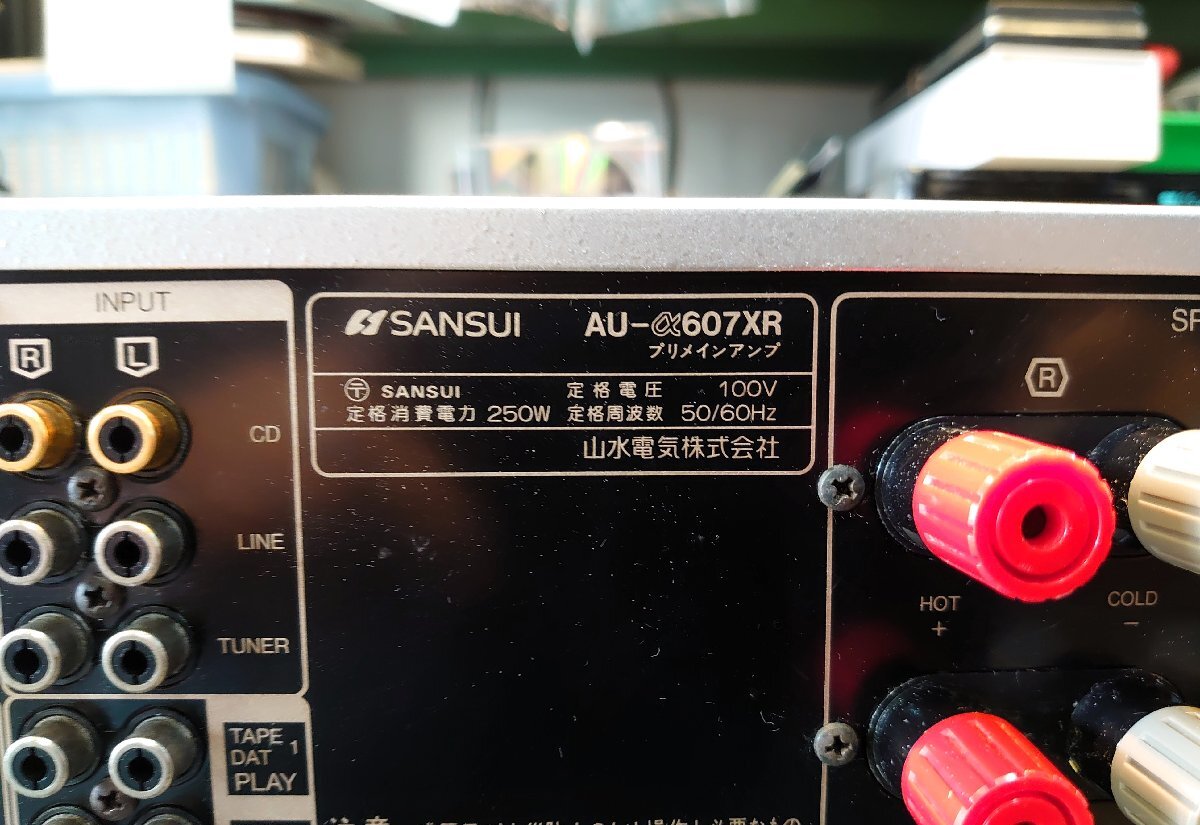 INPUT
R L
CD
LINE
TUNER
TAPE 1
DAT
PLAY
SANSUI AU-α607XR
プリメインアンプ
〒 SANSUI 定格電圧 100V
定格消費電力 250W 定格周波数 50/60Hz
山水電気株式会社
SP
R
HOT COLD
+ −